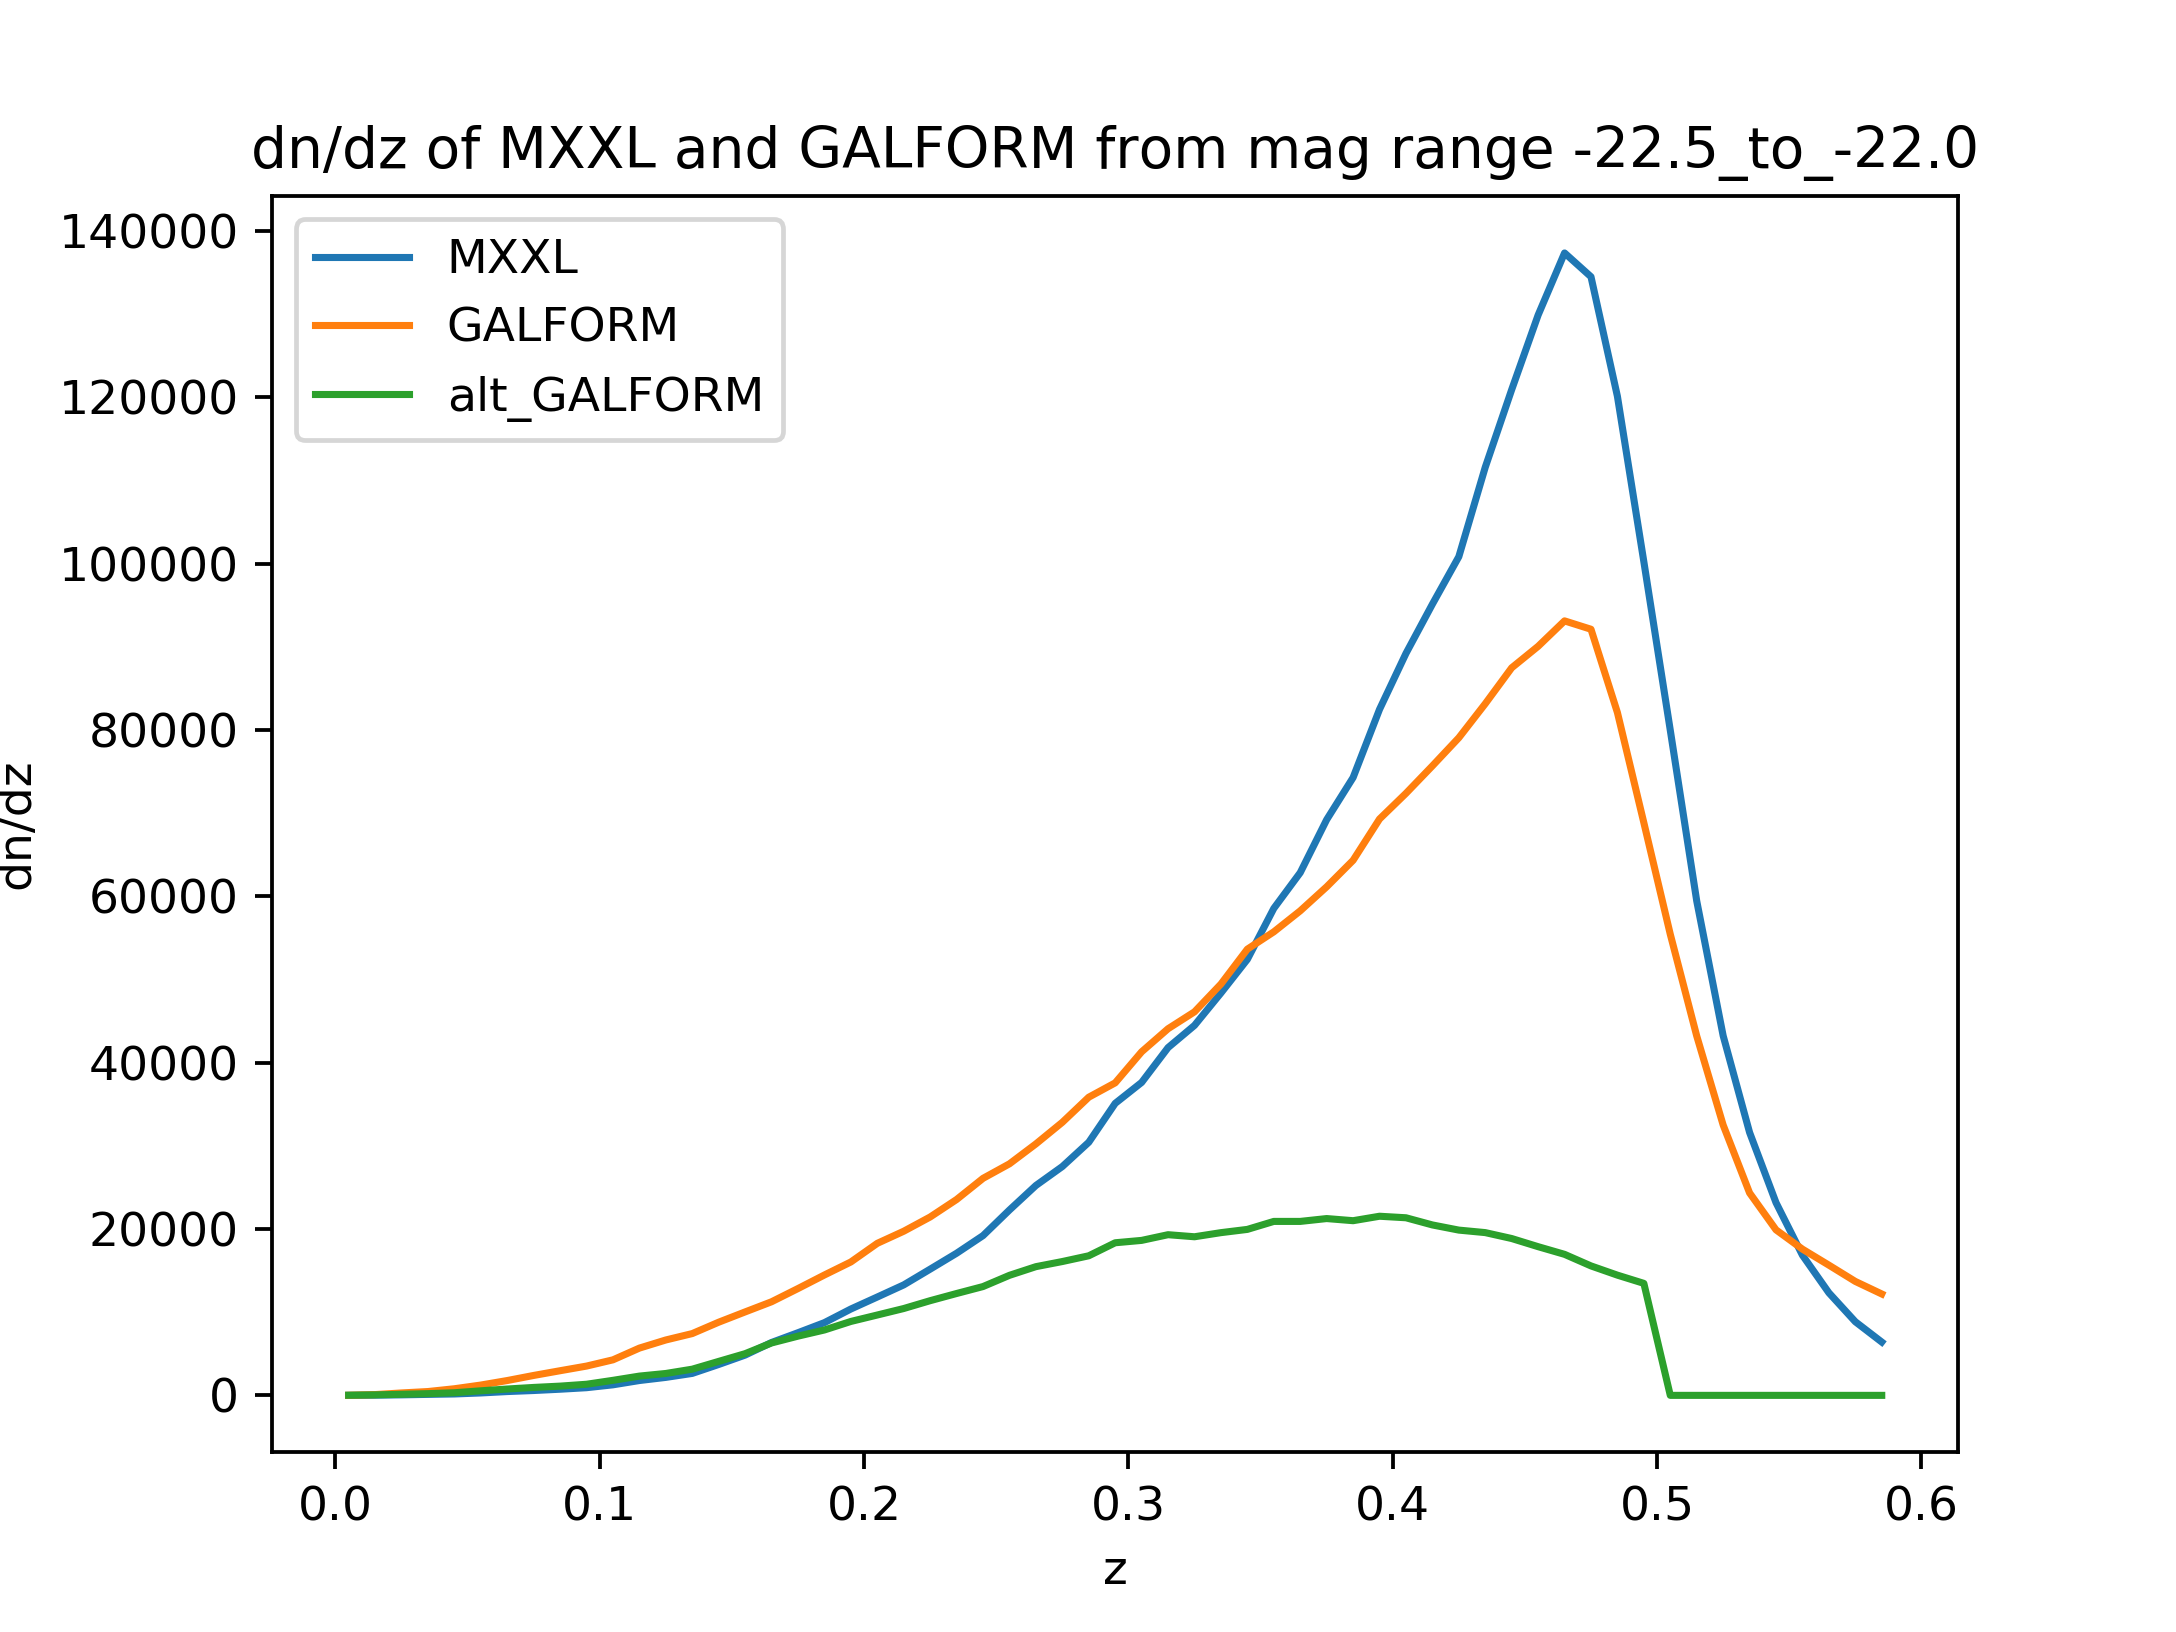 dn/dz of MXXL and GALFORM from mag range -22.5_to_-22.0
MXXL
GALFORM
alt_GALFORM
140000
120000
100000
80000
60000
40000
20000
0
dn/dz
0.0 0.1 0.2 0.3 0.4 0.5 0.6
z